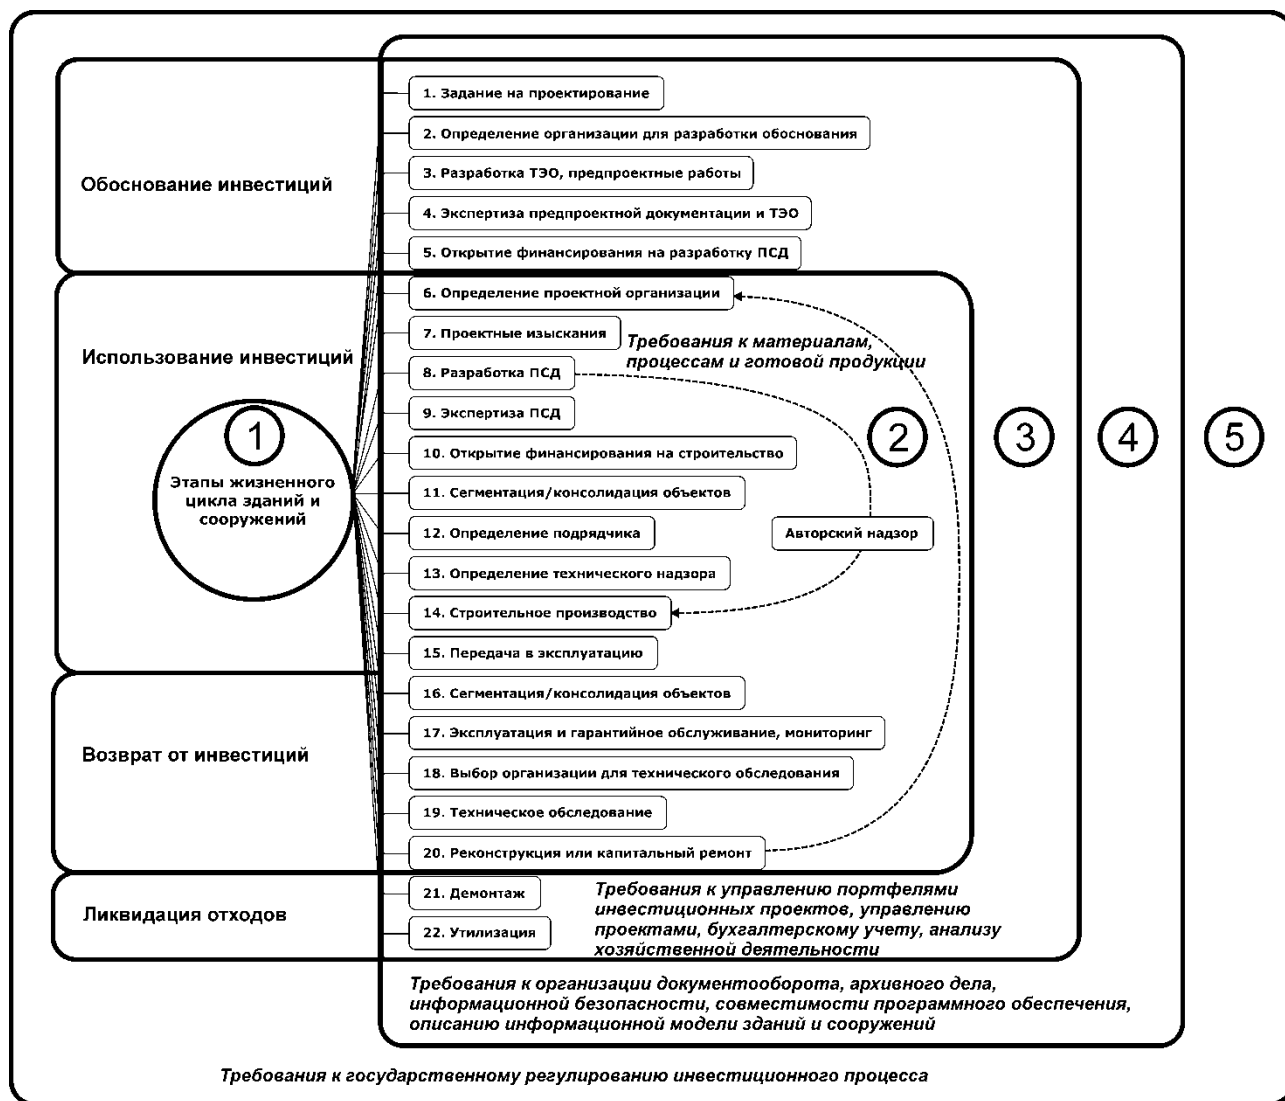 1. Задание на проектирование
2. Определение организации для разработки обоснования
3. Разработка ТЭО, предпроектные работы
Обоснование инвестиций
4. Экспертиза предпроектной документации и ТЭО
5. Открытие финансирования на разработку ПСД
6. Определение проектной организации
7. Проектные изыскания
Требования к материалам,
процессам и готовой продукции
Использование инвестиций
8. Разработка ПСД
9. Экспертиза ПСД
1
2
3
4
5
10. Открытие финансирования на строительство
Этапы жизненного
цикла зданий и
сооружений
11. Сегментация/консолидация объектов
12. Определение подрядчика
Авторский надзор
13. Определение технического надзора
14. Строительное производство
15. Передача в эксплуатацию
16. Сегментация/консолидация объектов
17. Эксплуатация и гарантийное обслуживание, мониторинг
Возврат от инвестиций
18. Выбор организации для технического обследования
19. Техническое обследование
20. Реконструкция или капитальный ремонт
21. Демонтаж
Ликвидация отходов
22. Утилизация
Требования к управлению портфелями
инвестиционных проектов, управлению
проектами, бухгалтерскому учету, анализу
хозяйственной деятельности
Требования к организации документооборота, архивного дела,
информационной безопасности, совместимости программного обеспечения,
описанию информационной модели зданий и сооружений
Требования к государственному регулированию инвестиционного процесса